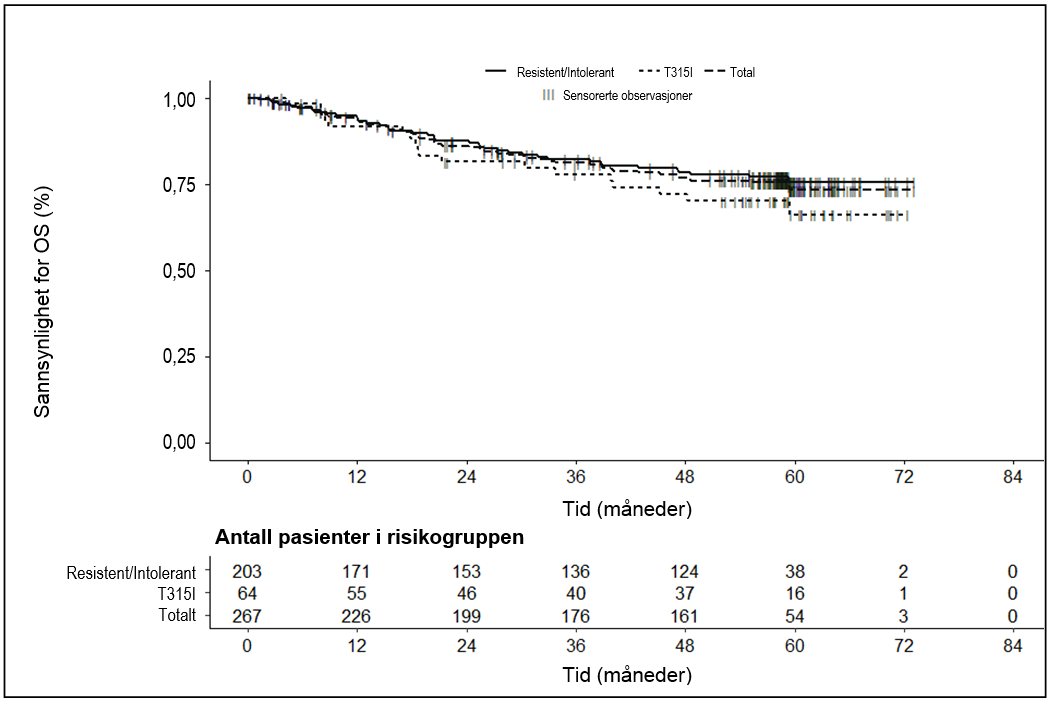 Resistent/Intolerant T315I Total
Sensorerte observasjoner
Sannsynlighet for OS (%)
1,00
0,75
0,50
0,25
0,00
0 12 24 36 48 60 72 84
Tid (måneder)
Antall pasienter i risikogruppen
Resistent/Intolerant 203 171 153 136 124 38 2 0
T315I 64 55 46 40 37 16 1 0
Totalt 267 226 199 176 161 54 3 0
0 12 24 36 48 60 72 84
Tid (måneder)